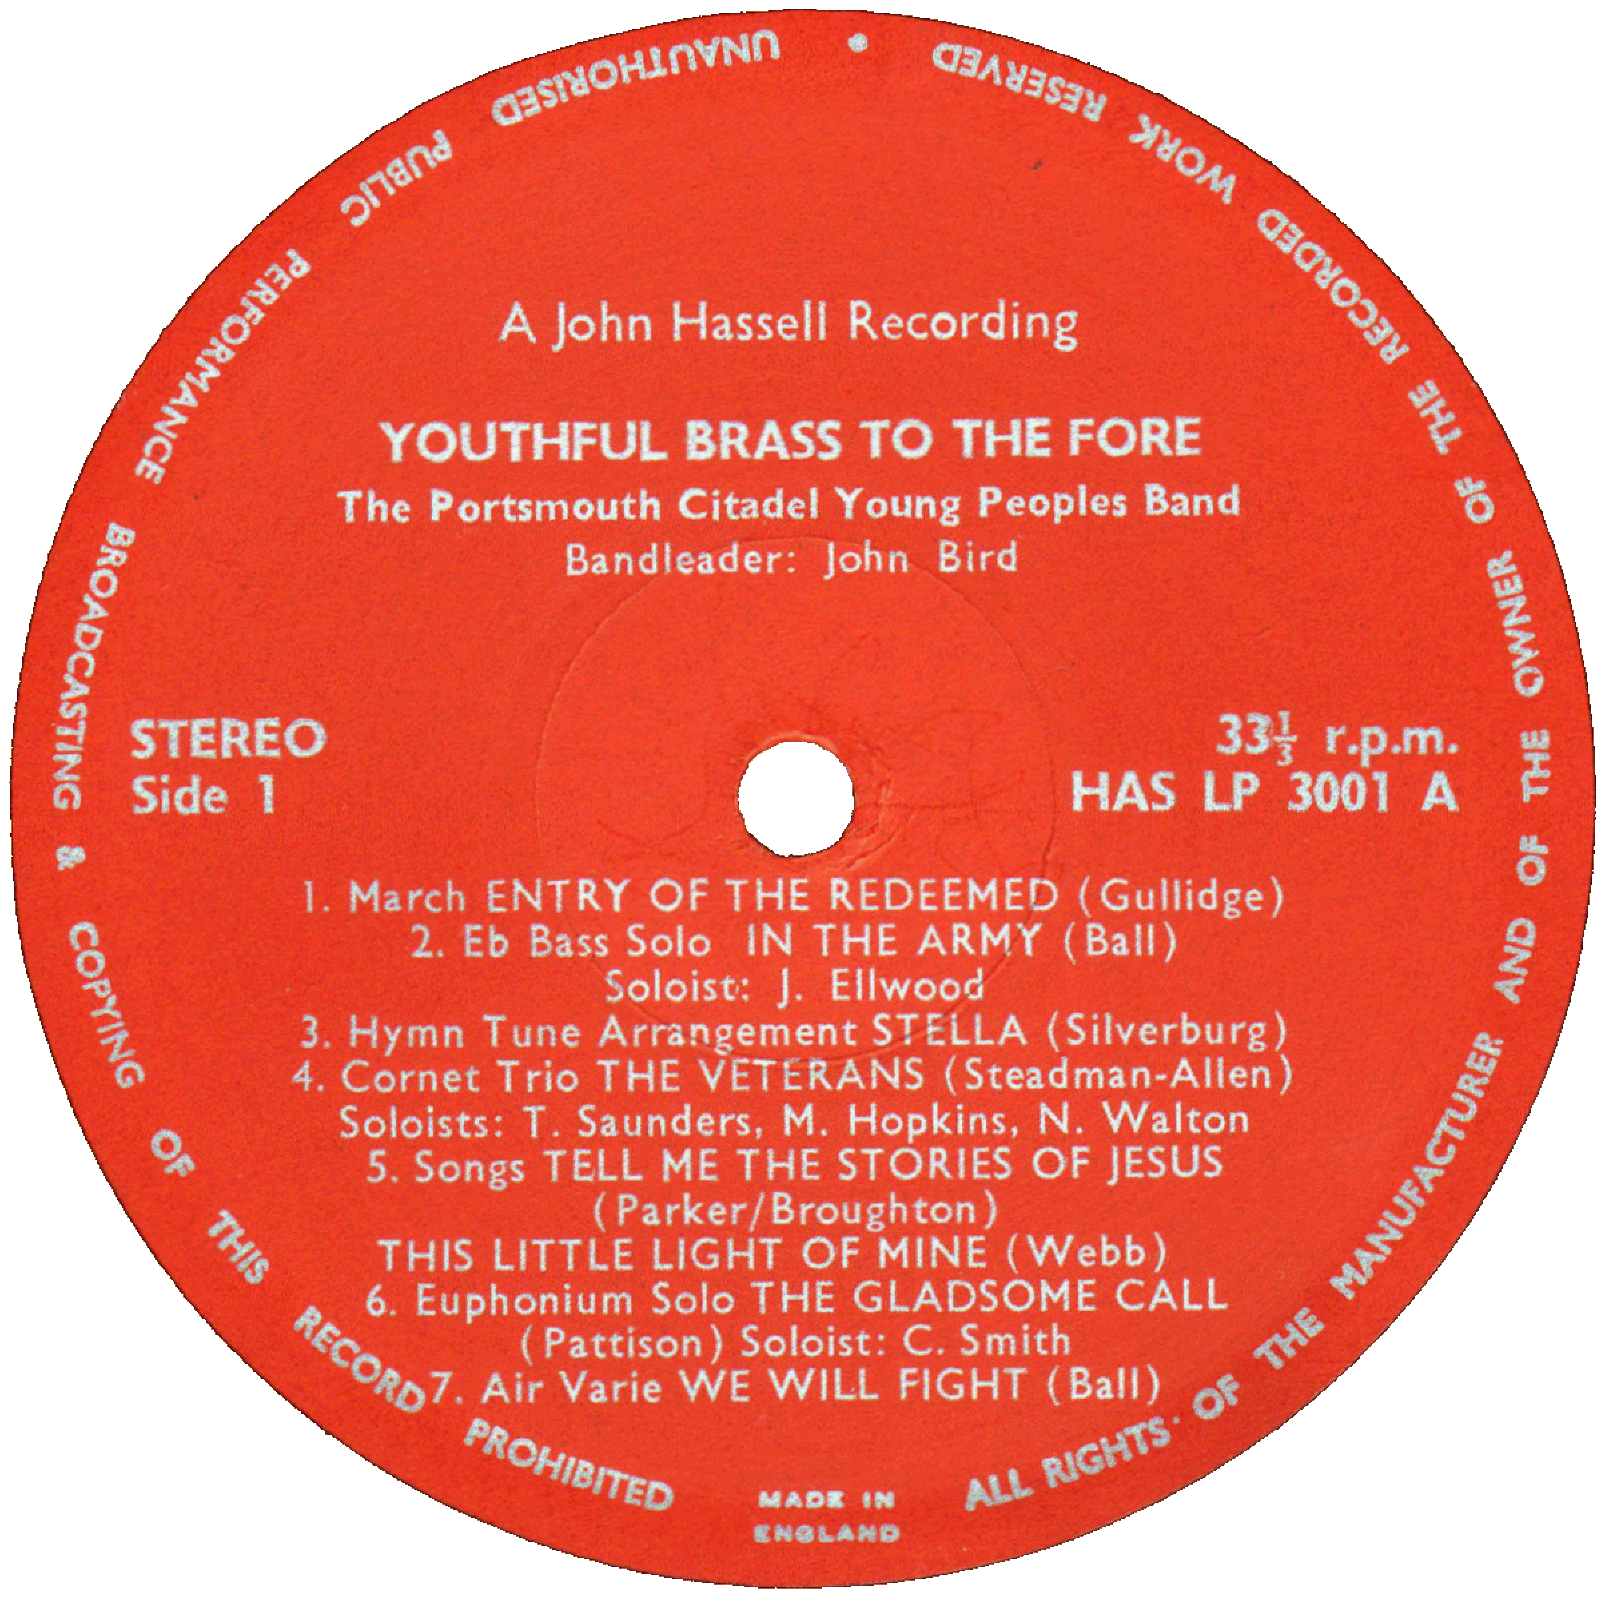 A John Hassell Recording
YOUTHFUL BRASS TO THE FORE
The Portsmouth Citadel Young Peoples Band
Bandleader: John Bird
STEREO
Side 1
33⅓ r.p.m.
HAS LP 3001 A
1. March ENTRY OF THE REDEEMED (Gullidge)
2. Eb Bass Solo IN THE ARMY (Ball)
Soloist: J. Ellwood
3. Hymn Tune Arrangement STELLA (Silverburg)
4. Cornet Trio THE VETERANS (Steadman-Allen)
Soloists: T. Saunders, M. Hopkins, N. Walton
5. Songs TELL ME THE STORIES OF JESUS
(Parker/Broughton)
THIS LITTLE LIGHT OF MINE (Webb)
6. Euphonium Solo THE GLADSOME CALL
(Pattison) Soloist: C. Smith
7. Air Varie WE WILL FIGHT (Ball)
MADE IN
ENGLAND
ALL RIGHTS· OF THE MANUFACTURER AND OF THE OWNER OF THE RECORDED WORK RESERVED • UNAUTHORISED PUBLIC PERFORMANCE BROADCASTING & COPYING OF THIS RECORD PROHIBITED